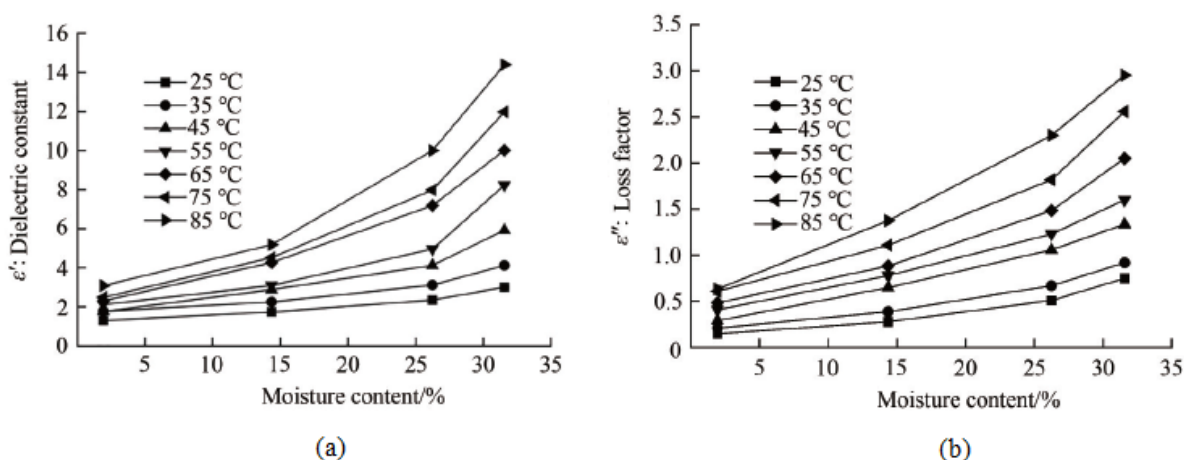 16
14
12
10
8
6
4
2
0
ε′: Dielectric constant
25 °C
35 °C
45 °C
55 °C
65 °C
75 °C
85 °C
5 10 15 20 25 30 35
Moisture content/%
(a)
3.5
3.0
2.5
2.0
1.5
1.0
0.5
0
ε″: Loss factor
25 °C
35 °C
45 °C
55 °C
65 °C
75 °C
85 °C
5 10 15 20 25 30 35
Moisture content/%
(b)